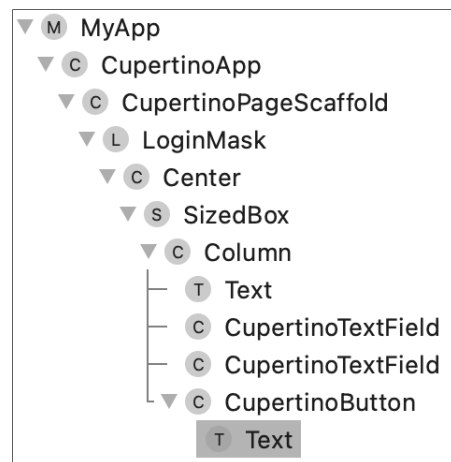 M MyApp
C CupertinoApp
C CupertinoPageScaffold
L LoginMask
C Center
S SizedBox
C Column
T Text
C CupertinoTextField
C CupertinoTextField
C CupertinoButton
T Text